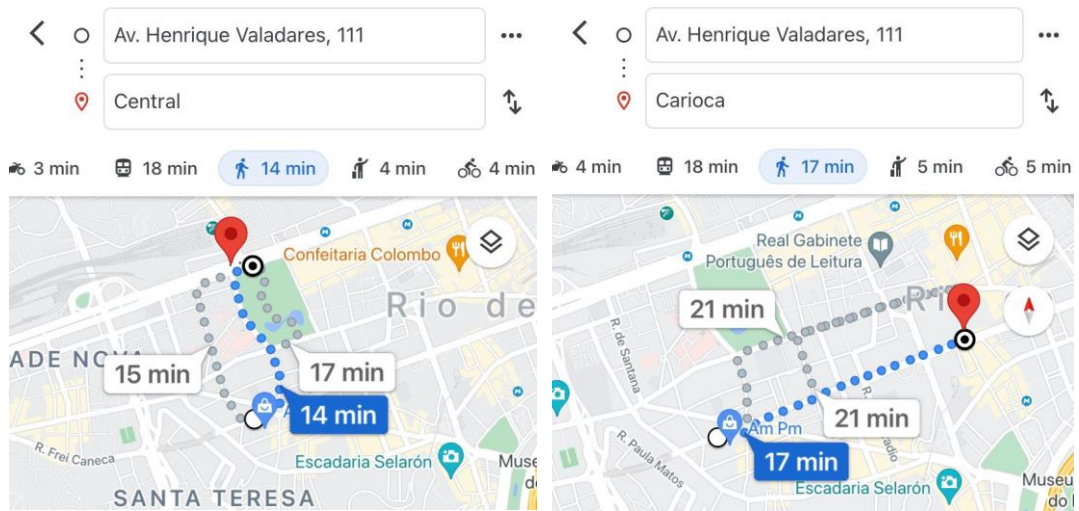 Av. Henrique Valadares, 111
Central
3 min 18 min 14 min 4 min 4 min
Confeitaria Colombo
Rio de
15 min
17 min
14 min
R. Frei Caneca
Escadaria Selarón
Muse
SANTA TERESA
Av. Henrique Valadares, 111
Carioca
4 min 18 min 17 min 5 min 5 min
Real Gabinete
Português de Leitura
21 min
R. de Santana
21 min
Am Pm
17 min
R. Paula Matos
Escadaria Selarón
Museu
do